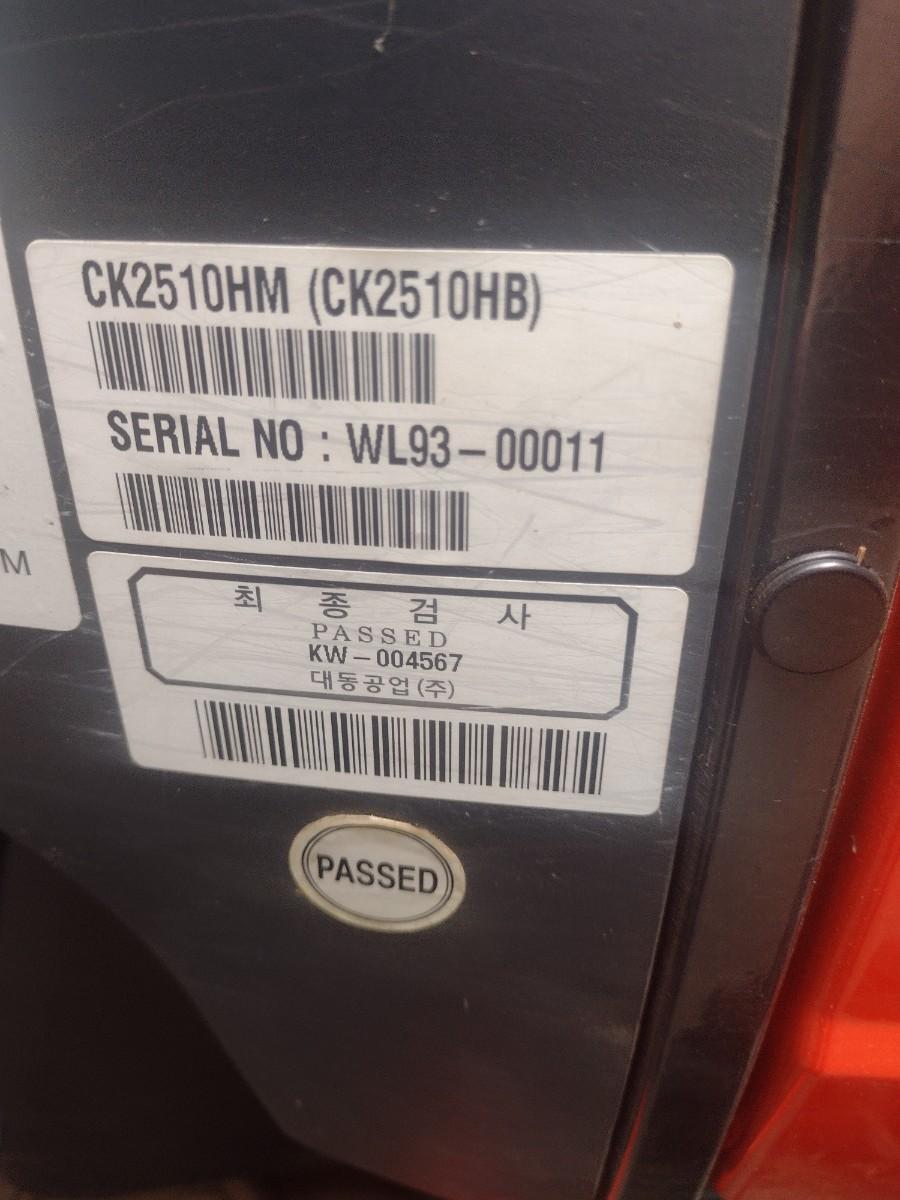 CK2510HM (CK2510HB)
SERIAL NO : WL93-00011
M
최 종 검 사
PASSED
KW-004567
대동공업(주)
PASSED